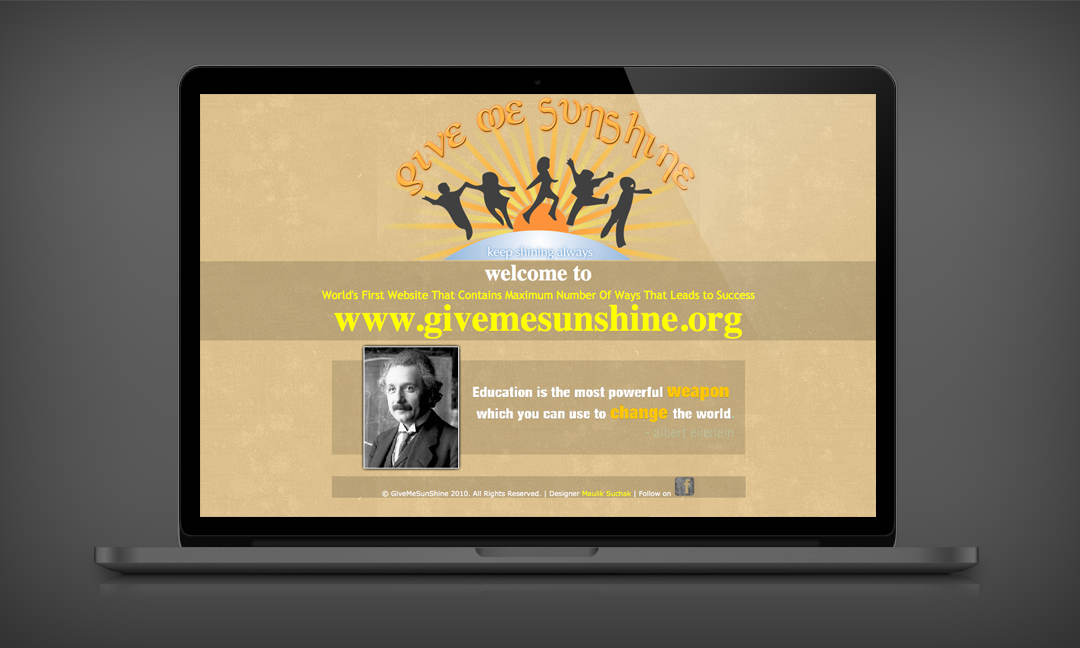 GIVE ME SUNSHINE
keep shining always
welcome to
World's First Website That Contains Maximum Number Of Ways That Leads to Success
www.givemesunshine.org
Education is the most powerful weapon
which you can use to change the world.
- albert einstein
© GiveMeSunShine 2010. All Rights Reserved. | Designer Maulik Suchak | Follow on f